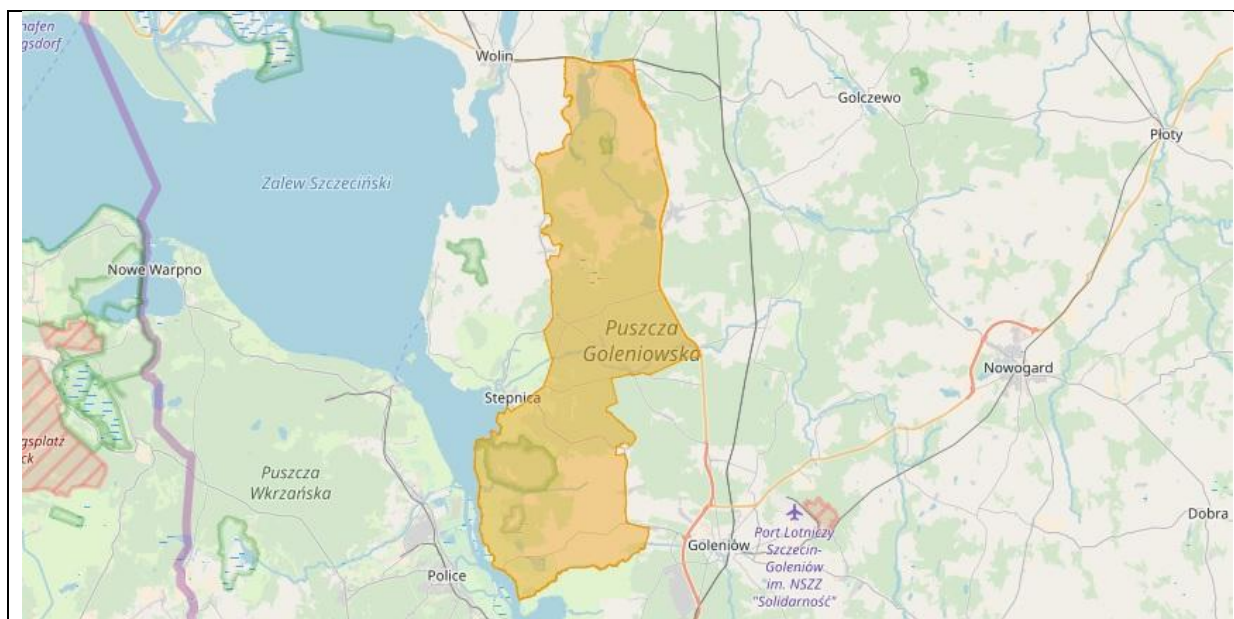 hafen
gsdorf
Wolin
Golczewo
Płoty
Zalew Szczeciński
Nowe Warpno
Puszcza
Goleniowska
Nowogard
Stepnica
gsplatz
ck
Puszcza
Wkrzańska
Dobra
Port Lotniczy
Szczecin-
Goleniów
im. NSZZ
"Solidarność"
Goleniów
Police